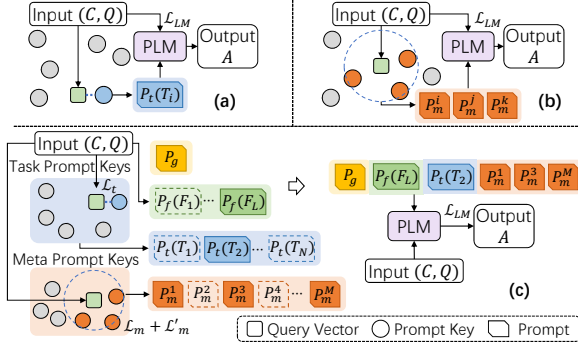 Input (C, Q)
L_LM
PLM
Output
A
P_t(T_i)
(a)
Input (C, Q)
L_LM
PLM
Output
A
P_m^i P_m^j P_m^k
(b)
Input (C, Q)
Task Prompt Keys
L_t
P_g
P_f(F_1) ··· P_f(F_L)
P_t(T_1) P_t(T_2) ··· P_t(T_N)
Meta Prompt Keys
P_m^1 P_m^2 P_m^3 P_m^4 ··· P_m^M
L_m + L'_m
P_g P_f(F_L) P_t(T_2) P_m^1 P_m^3 P_m^M
L_LM
PLM
Output
A
Input (C, Q)
(c)
Query Vector Prompt Key Prompt